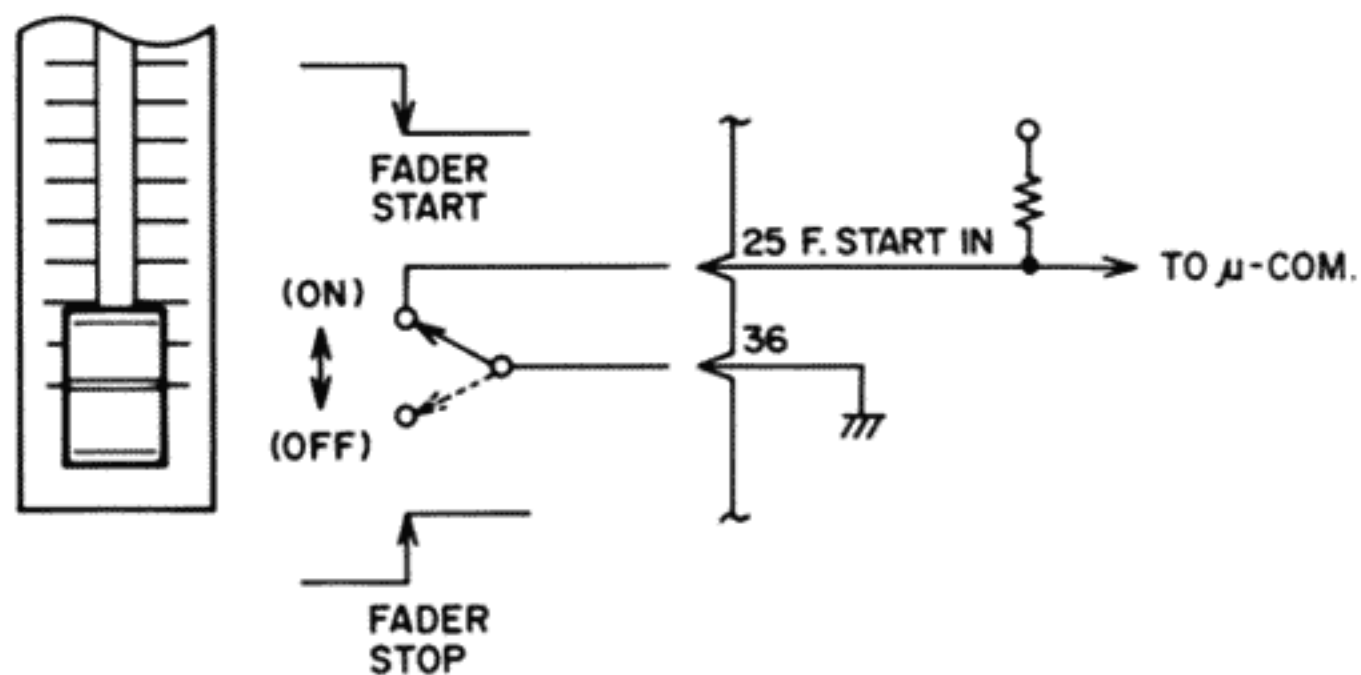 FADER
START
25 F. START IN
(ON)
TO μ-COM.
36
(OFF)
FADER
STOP